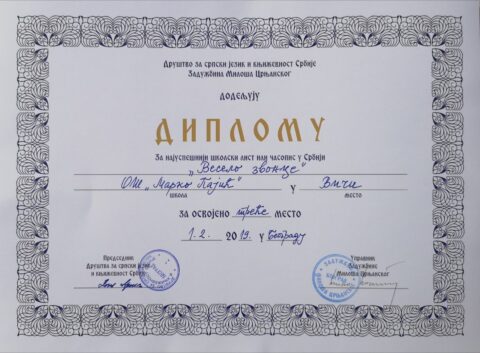 Друштво за српски језик и књижевност Србије
Задужбина Милоша Црњанског
додељују
ДИПЛОМУ
За најуспешнији школски лист или часопис у Србији
„Весело звонце"
ОШ „Марко Пајић" у Вичи
школа место
за освојено треће место
1.2. 2019 у Београду
Председник
Друштва за српски језик
и књижевност Србије
Управник
Задужбине
Милоша Црњанског